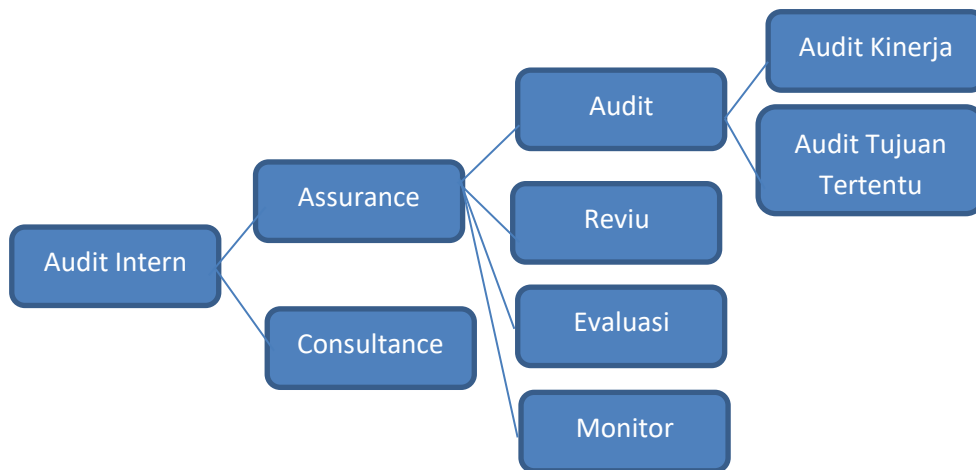 Audit Kinerja
Audit
Audit Tujuan
Tertentu
Assurance
Reviu
Audit Intern
Evaluasi
Consultance
Monitor